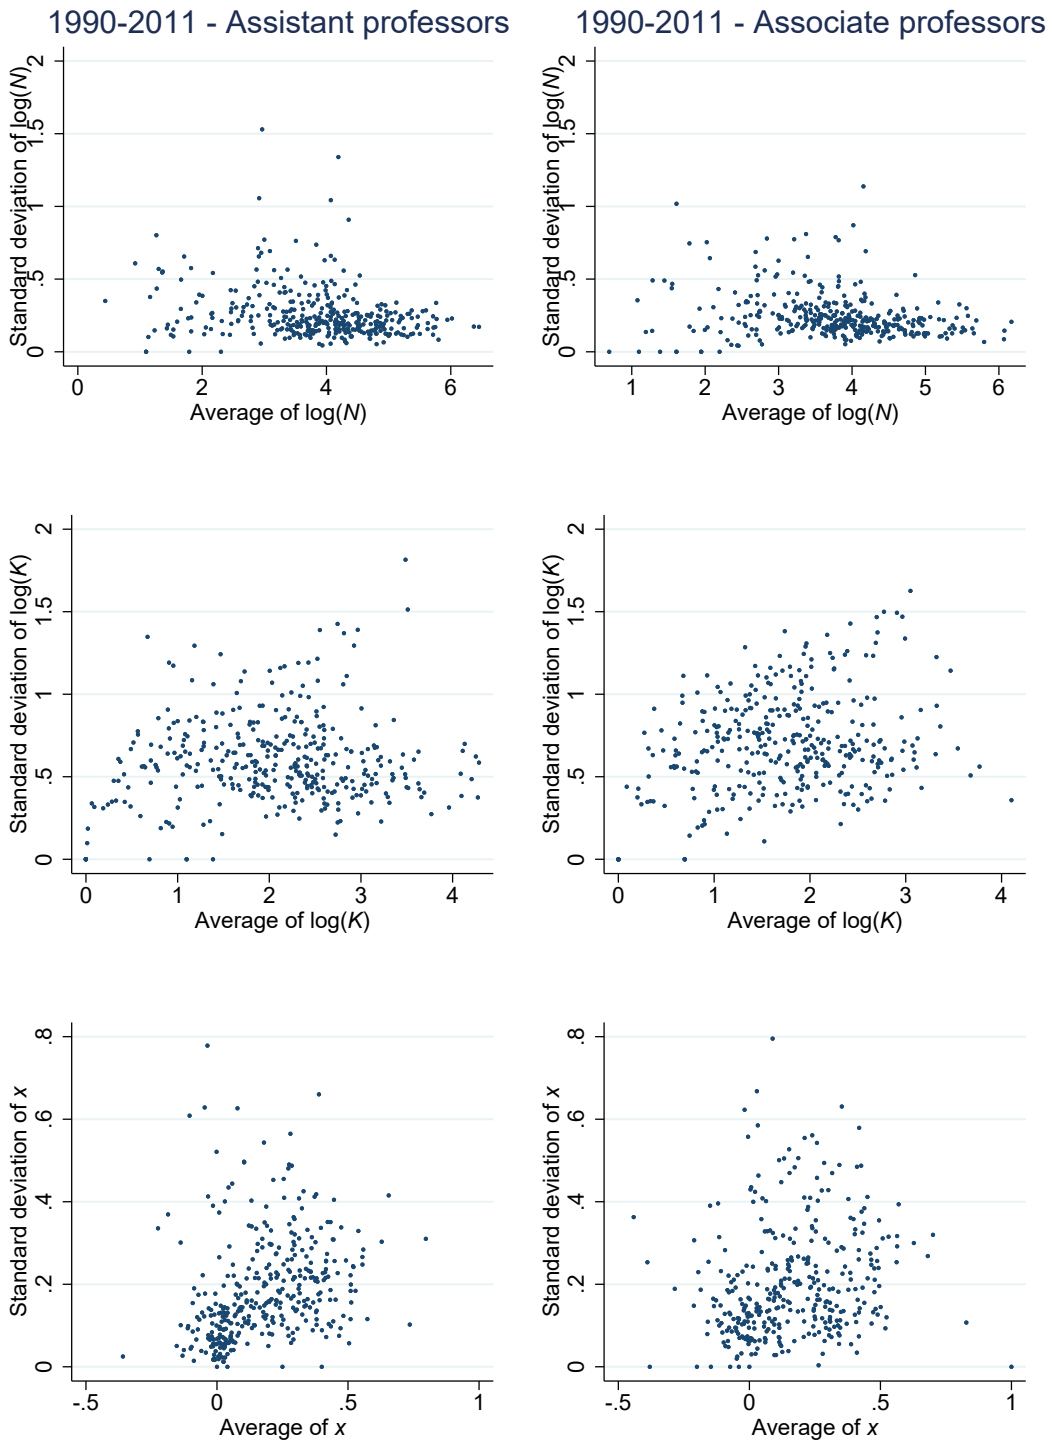 1990-2011 - Assistant professors
1990-2011 - Associate professors
Standard deviation of log(N)
0 .5 1 1.5 2
0 2 4 6
Average of log(N)
Standard deviation of log(N)
0 .5 1 1.5 2
1 2 3 4 5 6
Average of log(N)
Standard deviation of log(K)
0 .5 1 1.5 2
0 1 2 3 4
Average of log(K)
Standard deviation of log(K)
0 .5 1 1.5 2
0 1 2 3 4
Average of log(K)
Standard deviation of x
0 .2 .4 .6 .8
-.5 0 .5 1
Average of x
Standard deviation of x
0 .2 .4 .6 .8
-.5 0 .5 1
Average of x